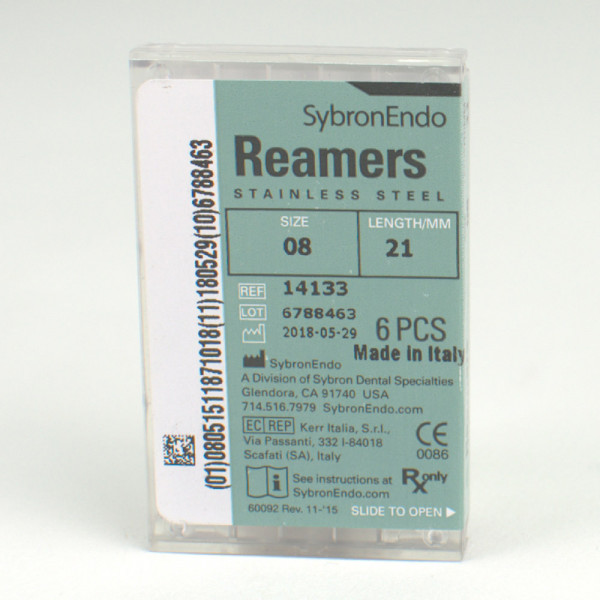 SybronEndo
Reamers
STAINLESS STEEL
SIZE LENGTH/MM
08 21
REF 14133
LOT 6788463
2018-05-29 6 PCS
Made in Italy
SybronEndo
A Division of Sybron Dental Specialties
Glendora, CA 91740 USA
714.516.7979 SybronEndo.com
EC REP Kerr Italia, S.r.l.,
Via Passanti, 332 I-84018
Scafati (SA), Italy
CE
0086
i See instructions at
SybronEndo.com
Rx only
60092 Rev. 11-'15 SLIDE TO OPEN
(01)08051511871018(11)180529(10)6788463